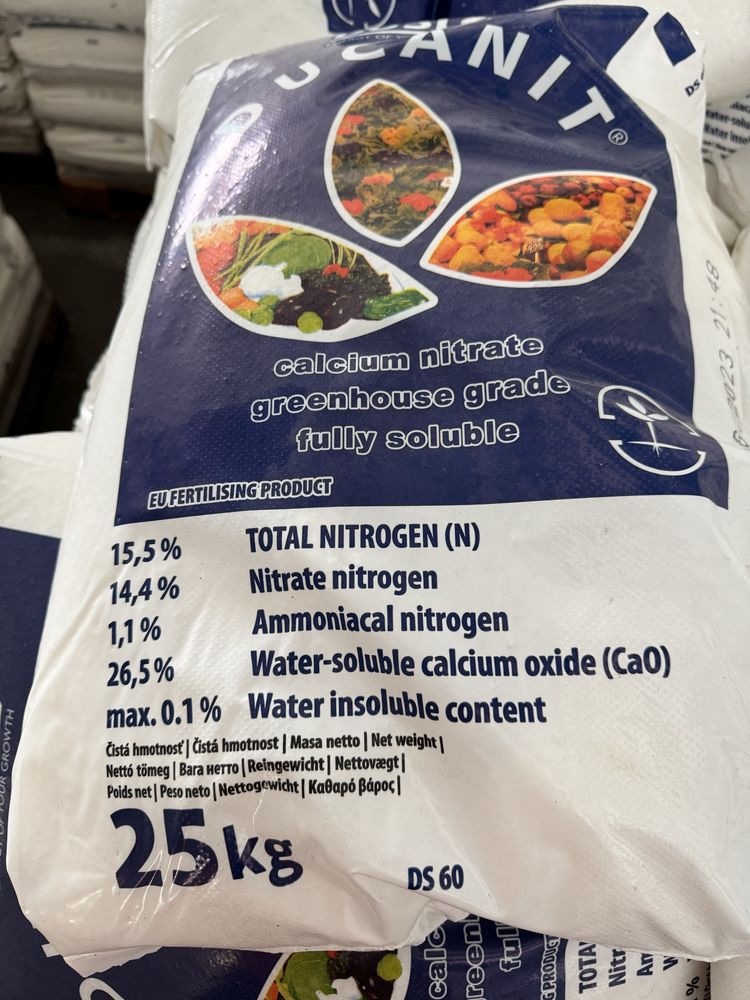 calcium nitrate
greenhouse grade
fully soluble
EU FERTILISING PRODUCT
15,5 % TOTAL NITROGEN (N)
14,4 % Nitrate nitrogen
1,1 % Ammoniacal nitrogen
26,5 % Water-soluble calcium oxide (CaO)
max. 0.1 % Water insoluble content
Čistá hmotnosť | Čistá hmotnost | Masa netto | Net weight |
Nettó tömeg | Вага нетто | Reingewicht | Nettovægt |
Poids net | Peso neto | Nettogewicht | Καθαρό βάρος |
25 kg
DS 60
2023 21:48